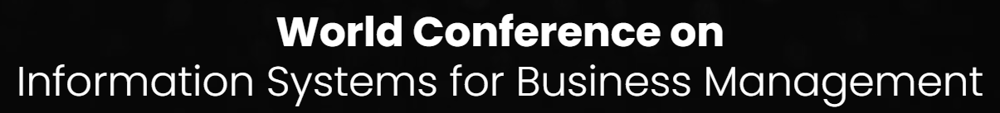 World Conference on
Information Systems for Business Management